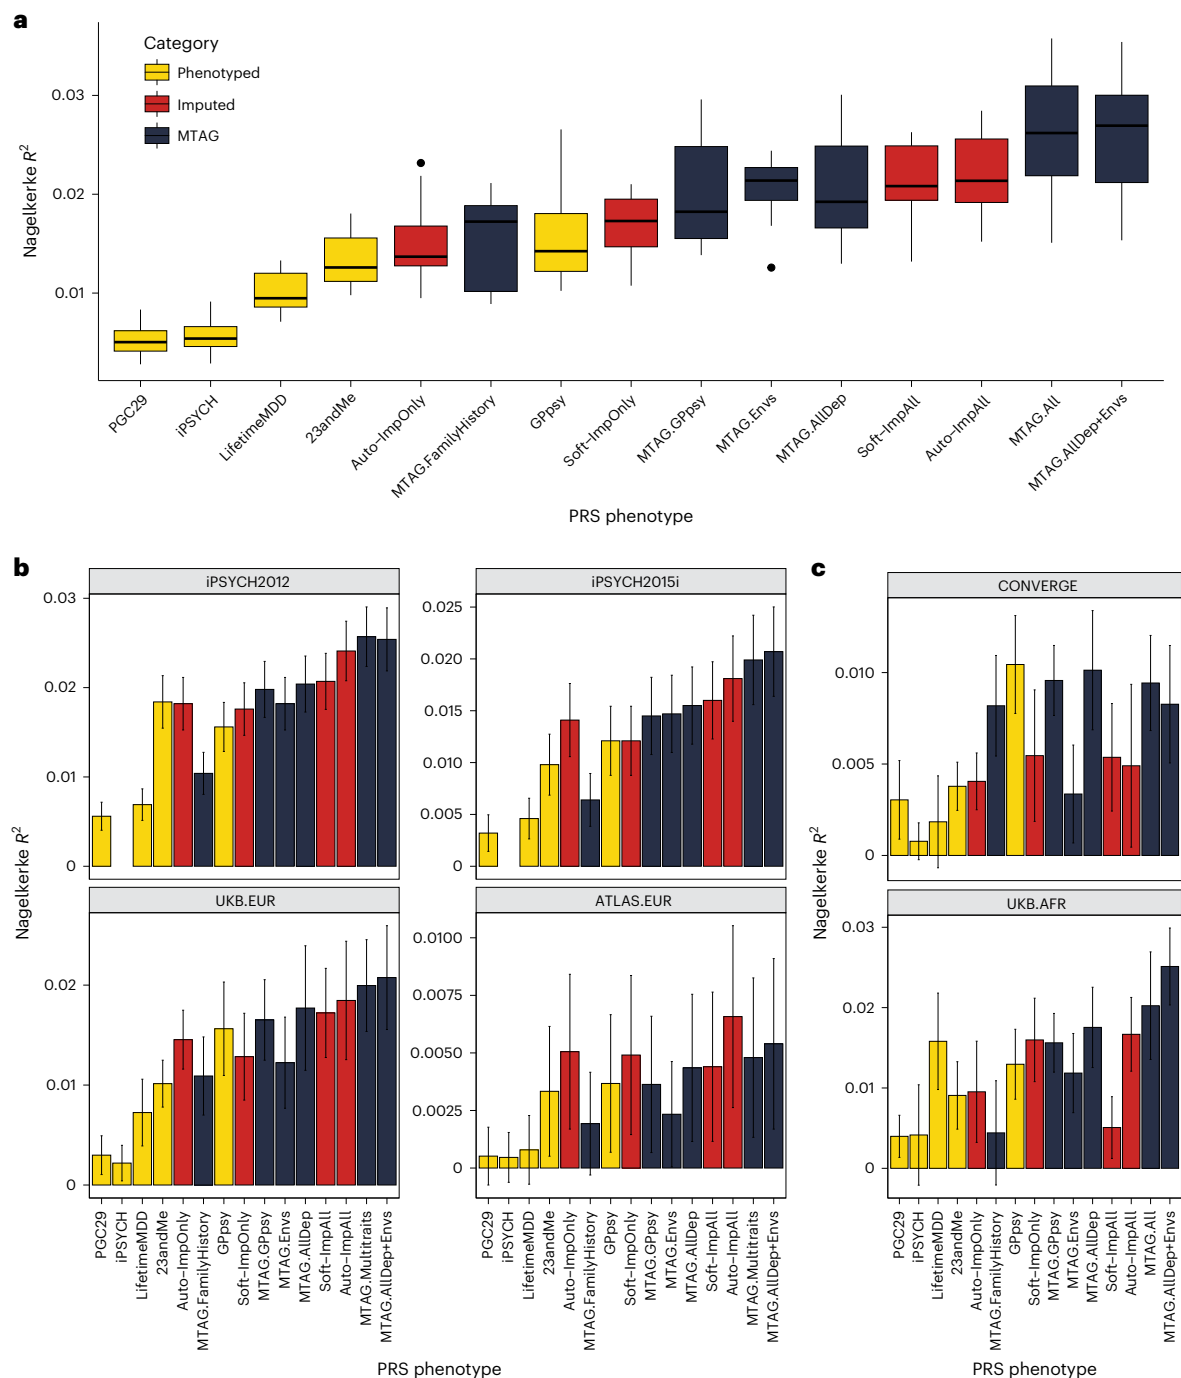 a
Category
Phenotyped
Imputed
MTAG
Nagelkerke R²
0.03
0.02
0.01
PGC29
iPSYCH
LifetimeMDD
23andMe
Auto–ImpOnly
MTAG.FamilyHistory
GPpsy
Soft–ImpOnly
MTAG.GPpsy
MTAG.Envs
MTAG.AllDep
Soft–ImpAll
Auto–ImpAll
MTAG.All
MTAG.AllDep+Envs
PRS phenotype
b
Nagelkerke R²
iPSYCH2012
0.03
0.02
0.01
0
iPSYCH2015i
0.025
0.020
0.015
0.010
0.005
0
UKB.EUR
0.02
0.01
0
ATLAS.EUR
0.0100
0.0075
0.0050
0.0025
0
PGC29
iPSYCH
LifetimeMDD
23andMe
Auto–ImpOnly
MTAG.FamilyHistory
GPpsy
Soft–ImpOnly
MTAG.GPpsy
MTAG.Envs
MTAG.AllDep
Soft–ImpAll
Auto–ImpAll
MTAG.Multitraits
MTAG.AllDep+Envs
PGC29
iPSYCH
LifetimeMDD
23andMe
Auto–ImpOnly
MTAG.FamilyHistory
GPpsy
Soft–ImpOnly
MTAG.GPpsy
MTAG.Envs
MTAG.AllDep
Soft–ImpAll
Auto–ImpAll
MTAG.Multitraits
MTAG.AllDep+Envs
PRS phenotype
c
Nagelkerke R²
CONVERGE
0.010
0.005
0
UKB.AFR
0.03
0.02
0.01
0
PGC29
iPSYCH
LifetimeMDD
23andMe
Auto–ImpOnly
MTAG.FamilyHistory
GPpsy
Soft–ImpOnly
MTAG.GPpsy
MTAG.Envs
MTAG.AllDep
Soft–ImpAll
Auto–ImpAll
MTAG.All
MTAG.AllDep+Envs
PRS phenotype